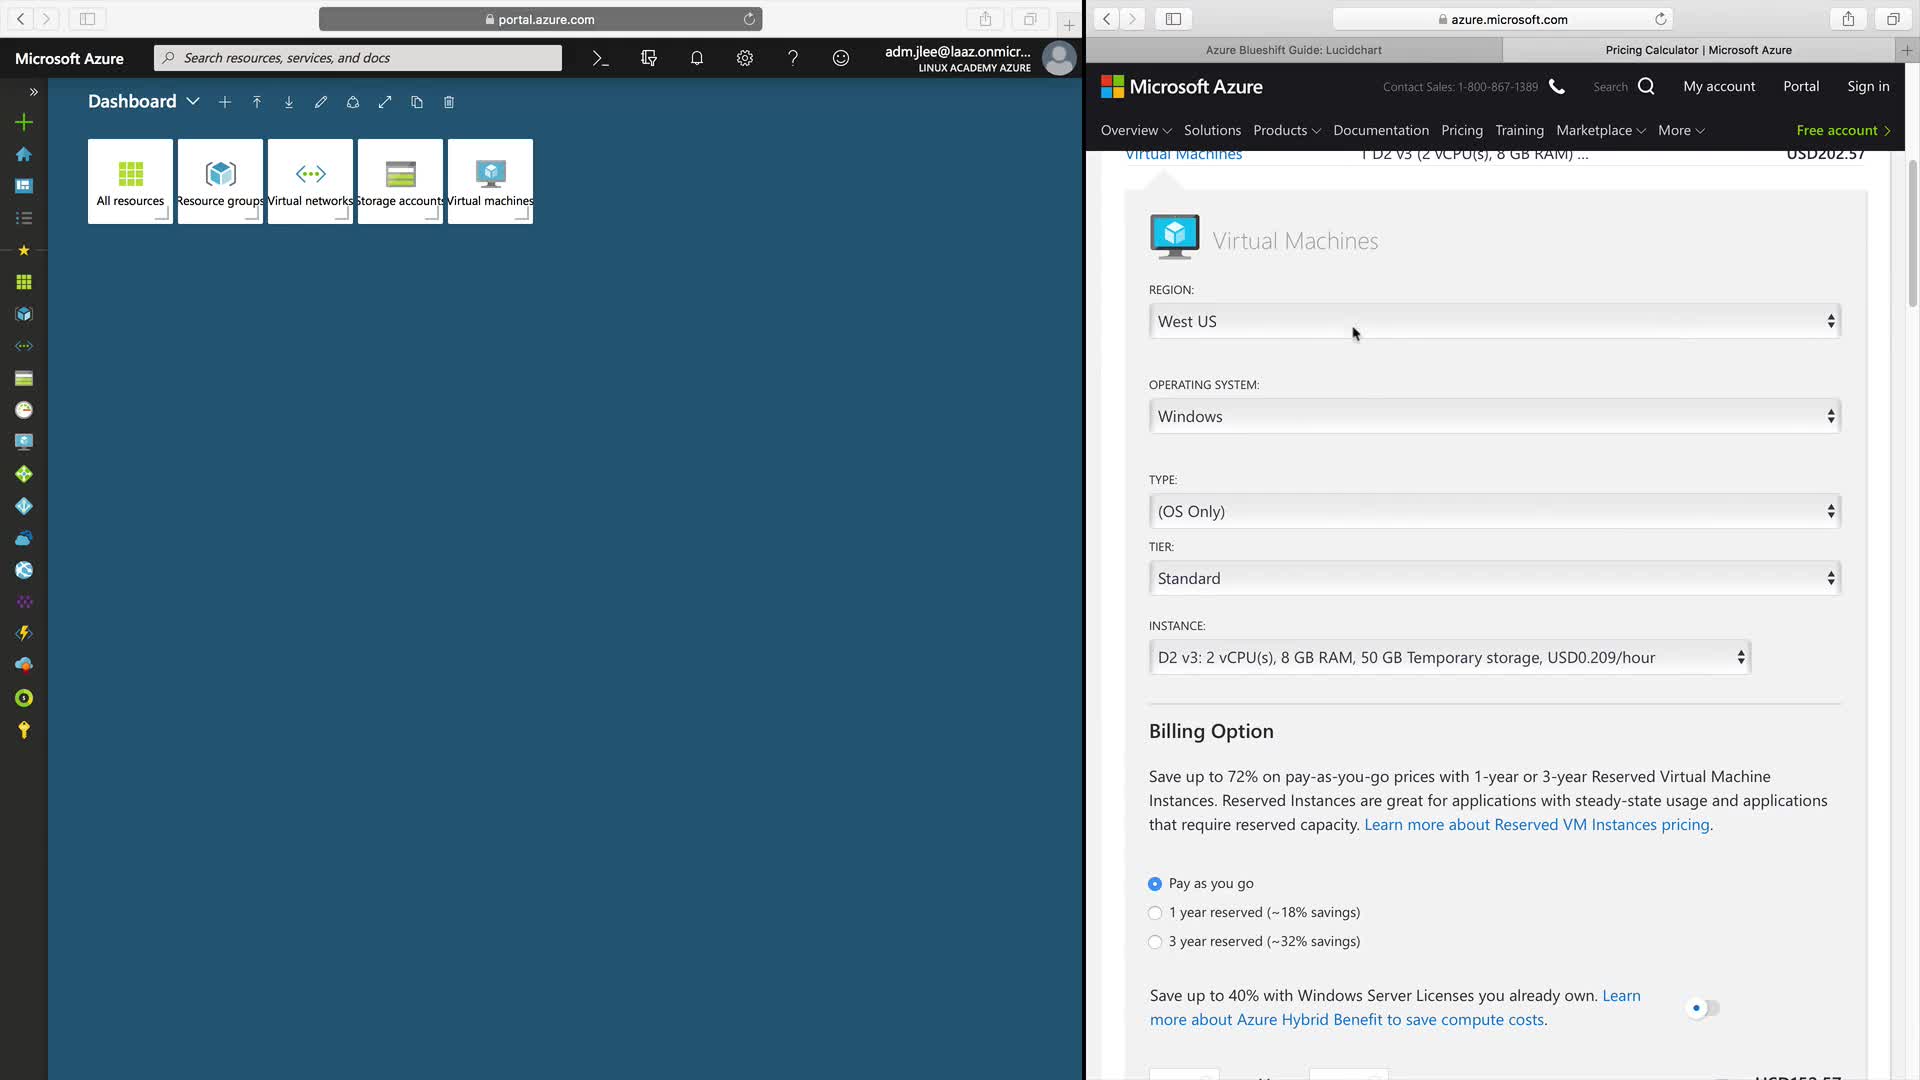 portal.azure.com
Microsoft Azure
Search resources, services, and docs
adm.jlee@laaz.onmicr...
LINUX ACADEMY AZURE
Dashboard
All resources
Resource groups
Virtual networks
Storage accounts
Virtual machines
azure.microsoft.com
Azure Blueshift Guide: Lucidchart
Pricing Calculator | Microsoft Azure
Microsoft Azure
Contact Sales: 1-800-867-1389
Search
My account
Portal
Sign in
Overview
Solutions
Products
Documentation
Pricing
Training
Marketplace
More
Free account
Virtual Machines
1 D2 v3 (2 vCPU(s), 8 GB RAM) ...
USD202.57
Virtual Machines
REGION:
West US
OPERATING SYSTEM:
Windows
TYPE:
(OS Only)
TIER:
Standard
INSTANCE:
D2 v3: 2 vCPU(s), 8 GB RAM, 50 GB Temporary storage, USD0.209/hour
Billing Option
Save up to 72% on pay-as-you-go prices with 1-year or 3-year Reserved Virtual Machine
Instances. Reserved Instances are great for applications with steady-state usage and applications
that require reserved capacity. Learn more about Reserved VM Instances pricing.
Pay as you go
1 year reserved (~18% savings)
3 year reserved (~32% savings)
Save up to 40% with Windows Server Licenses you already own. Learn
more about Azure Hybrid Benefit to save compute costs.